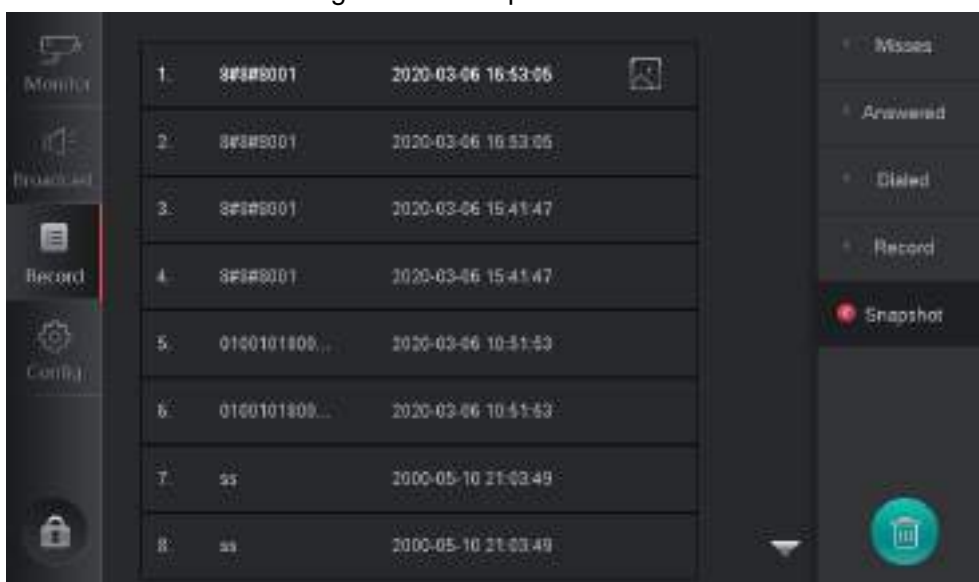 Monitor
Broadcast
Record
Config
1. 8#8#8001 2020-03-06 16:53:05
2. 8#8#8001 2020-03-06 16:53:05
3. 8#8#8001 2020-03-06 15:41:47
4. 8#8#8001 2020-03-06 15:41:47
5. 0100101800... 2020-03-06 10:51:53
6. 0100101800... 2020-03-06 10:51:53
7. ss 2000-05-10 21:03:49
8. ss 2000-05-10 21:03:49
Misses
Answered
Dialed
Record
Snapshot